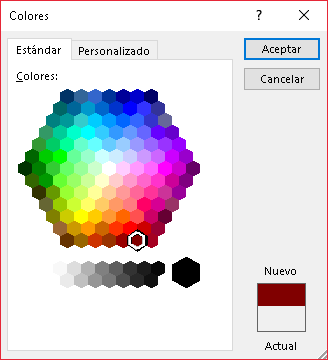 Colores
?
Estándar
Personalizado
Aceptar
Colores:
Cancelar
Nuevo
Actual